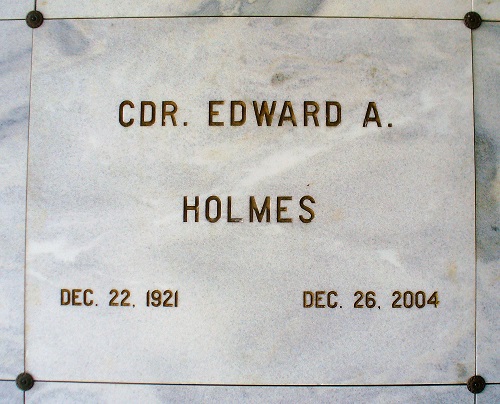 CDR. EDWARD A.
HOLMES
DEC. 22, 1921 DEC. 26, 2004